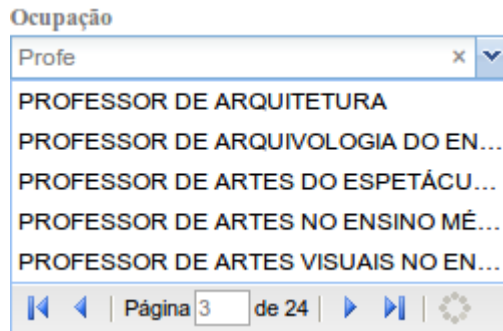 Ocupação
Profe
PROFESSOR DE ARQUITETURA
PROFESSOR DE ARQUIVOLOGIA DO EN...
PROFESSOR DE ARTES DO ESPETÁCU...
PROFESSOR DE ARTES NO ENSINO MÉ...
PROFESSOR DE ARTES VISUAIS NO EN...
Página 3 de 24